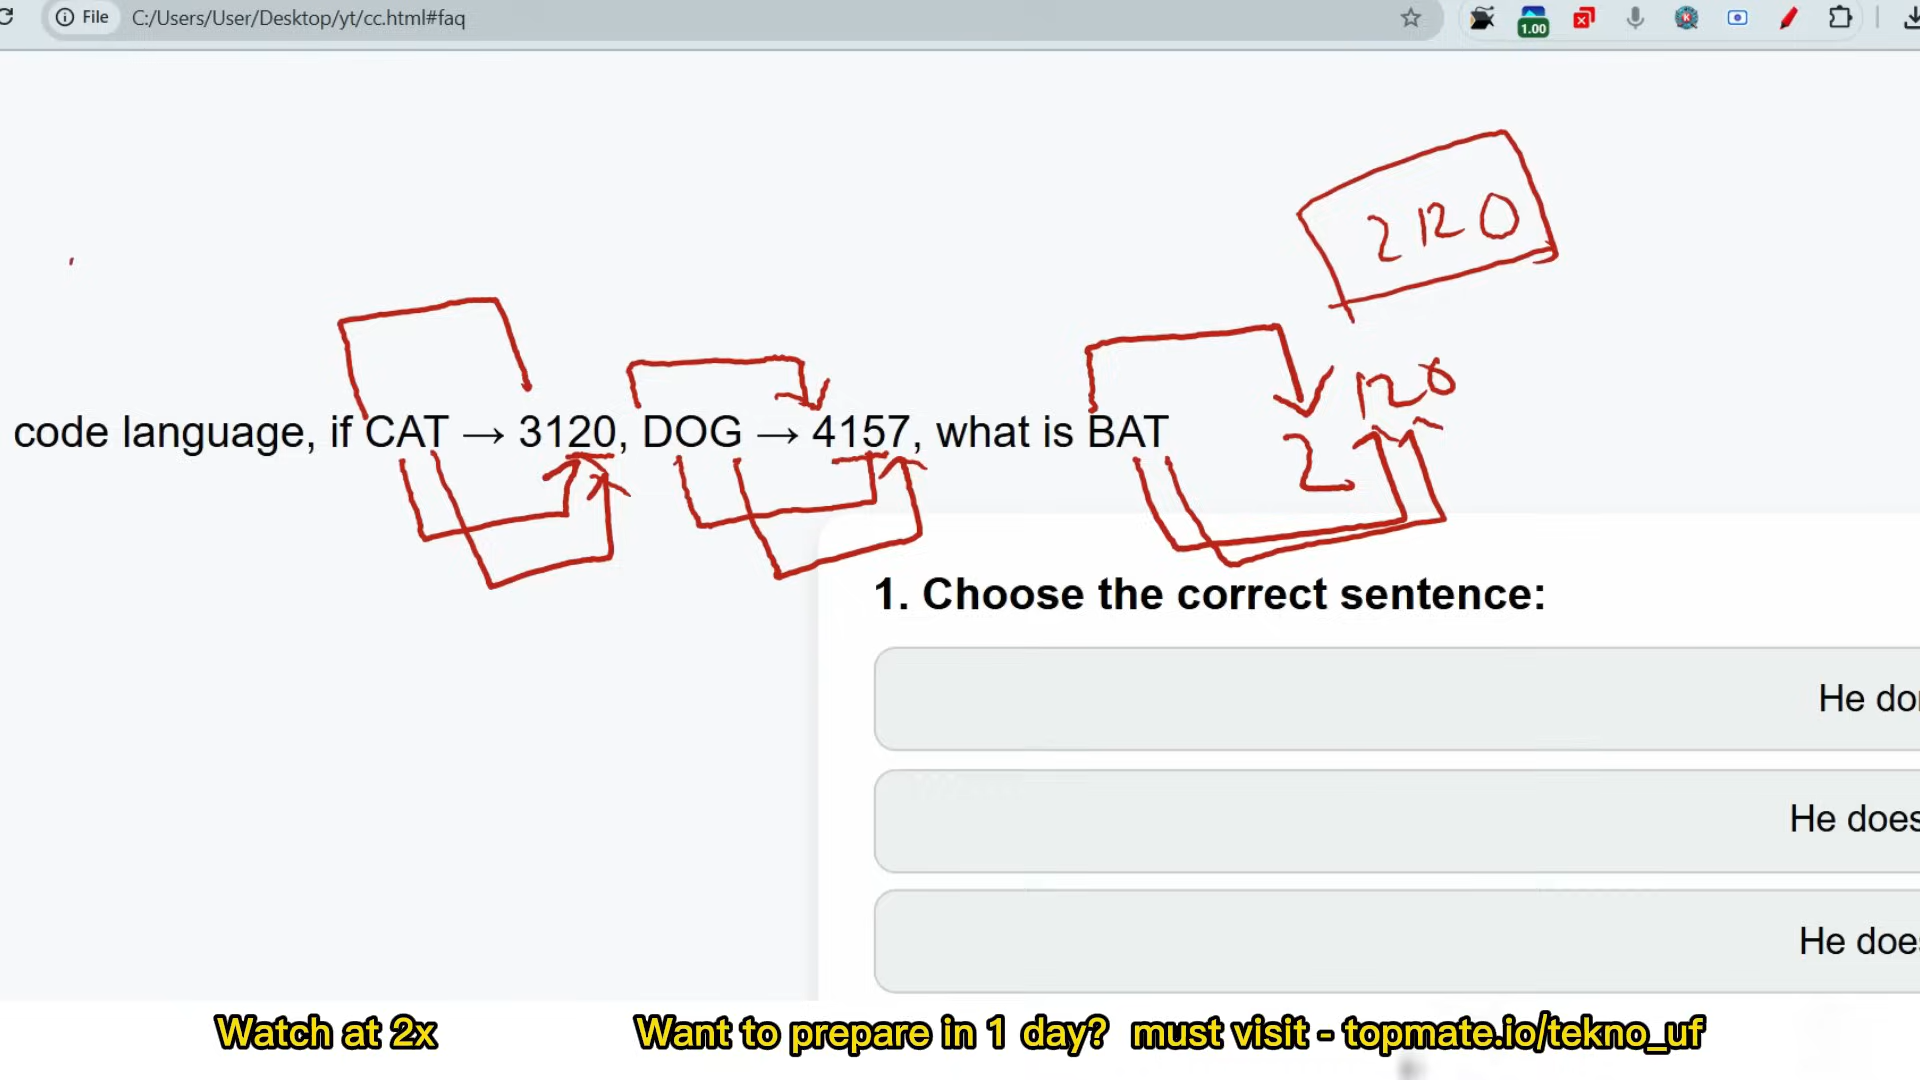 File C:/Users/User/Desktop/yt/cc.html#faq
1.00
2120
120
code language, if CAT → 3120, DOG → 4157, what is BAT
2
1. Choose the correct sentence:
He do
He does
He does
Watch at 2x Want to prepare in 1 day? must visit - topmate.io/tekno_uf